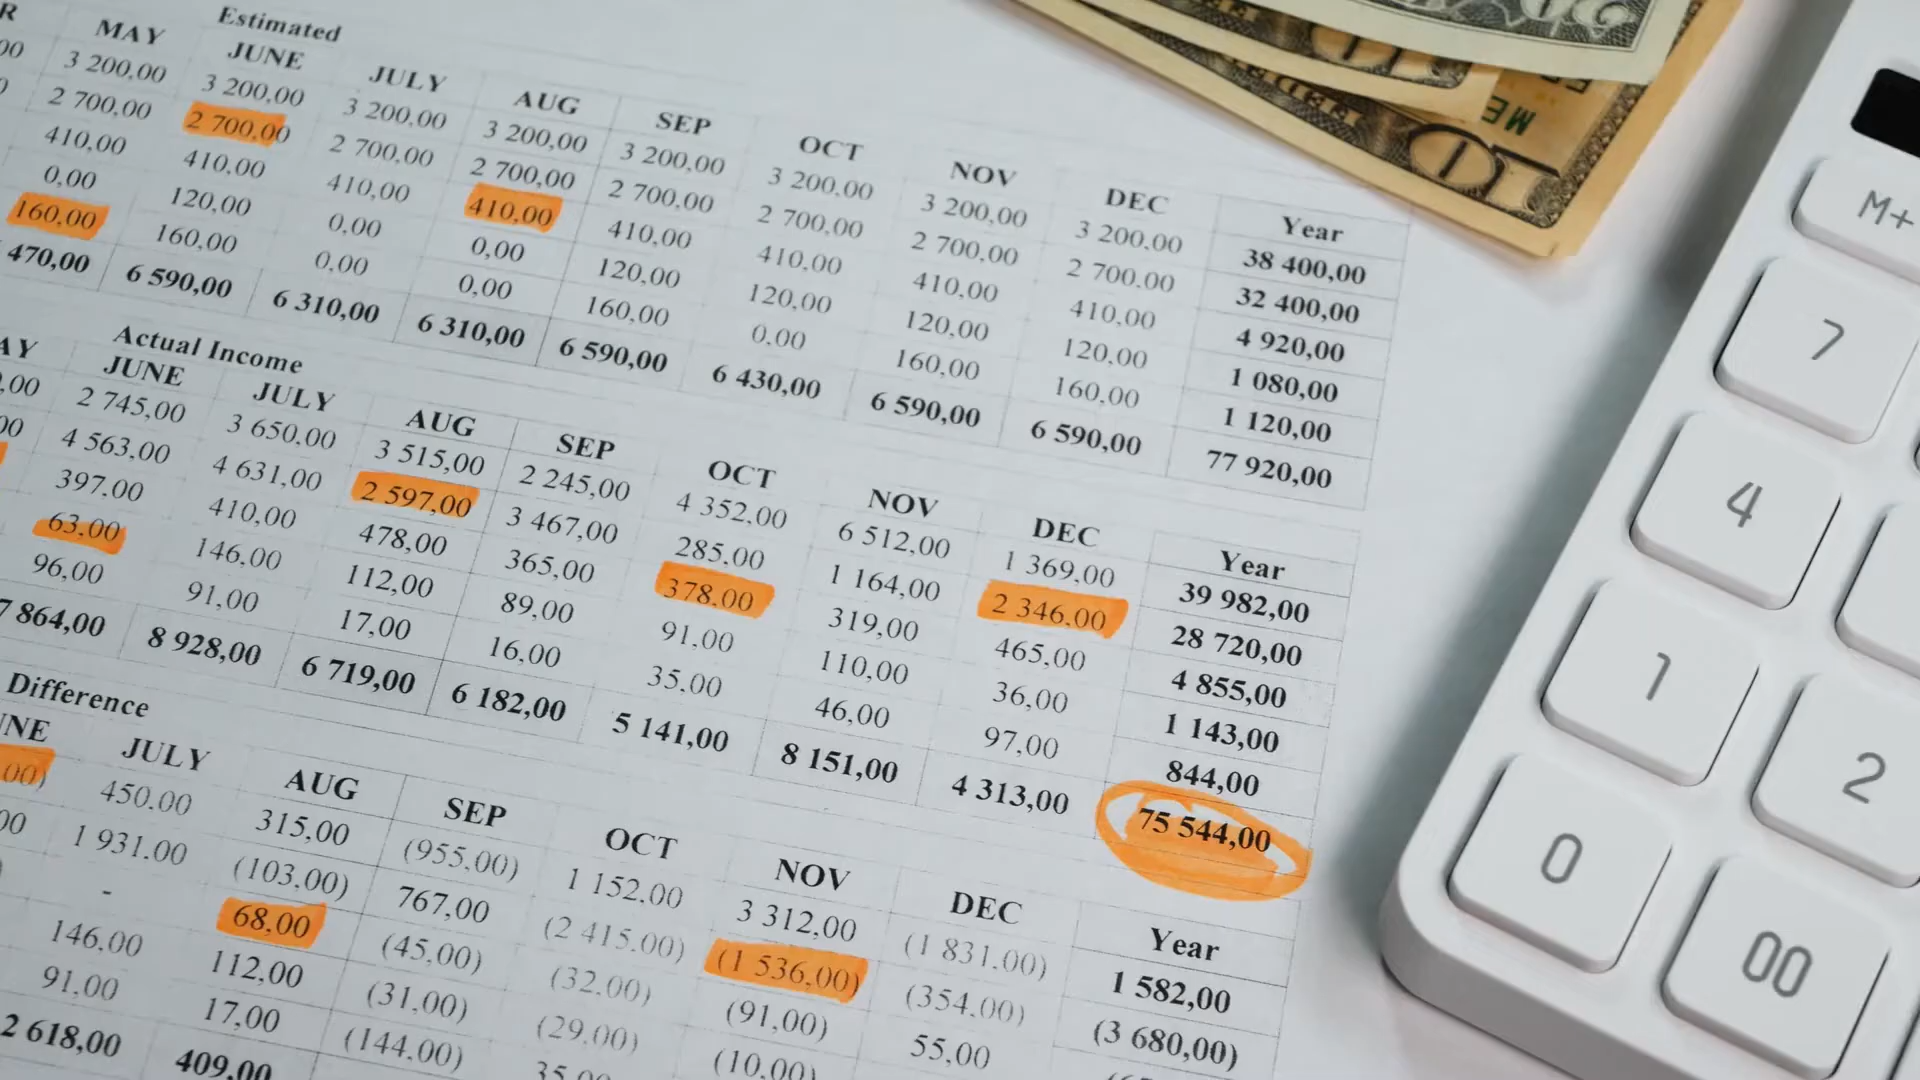 Estimated
R MAY JUNE JULY AUG SEP OCT NOV DEC Year
00 3 200,00 3 200,00 3 200,00 3 200,00 3 200,00 3 200,00 3 200,00 3 200,00 38 400,00
2 700,00 2 700,00 2 700,00 2 700,00 2 700,00 2 700,00 2 700,00 2 700,00 32 400,00
410,00 410,00 410,00 410,00 410,00 410,00 410,00 410,00 4 920,00
0,00 120,00 0,00 0,00 120,00 120,00 120,00 120,00 1 080,00
160,00 160,00 0,00 0,00 160,00 0,00 160,00 160,00 1 120,00
470,00 6 590,00 6 310,00 6 310,00 6 590,00 6 430,00 6 590,00 6 590,00 77 920,00
Actual Income
AY JUNE JULY AUG SEP OCT NOV DEC Year
,00 2 745,00 3 650,00 3 515,00 2 245,00 4 352,00 6 512,00 1 369,00 39 982,00
00 4 563,00 4 631,00 2 597,00 3 467,00 285,00 1 164,00 2 346,00 28 720,00
397,00 410,00 478,00 365,00 378,00 319,00 465,00 4 855,00
63,00 146,00 112,00 89,00 91,00 110,00 36,00 1 143,00
96,00 91,00 17,00 16,00 35,00 46,00 97,00 844,00
7 864,00 8 928,00 6 719,00 6 182,00 5 141,00 8 151,00 4 313,00 75 544,00
Difference
UNE JULY AUG SEP OCT NOV DEC Year
00) 450,00 315,00 (955,00) 1 152,00 3 312,00 (1 831,00) 1 582,00
00 1 931,00 (103,00) 767,00 (2 415,00) (1 536,00) (354,00) (3 680,00)
- 68,00 (45,00) (32,00) (91,00) 55,00
146,00 112,00 (31,00) (29,00) (10,00)
91,00 17,00 (144,00) 35,00
2 618,00 409,00
10
M+
7
4
1
2
0
00